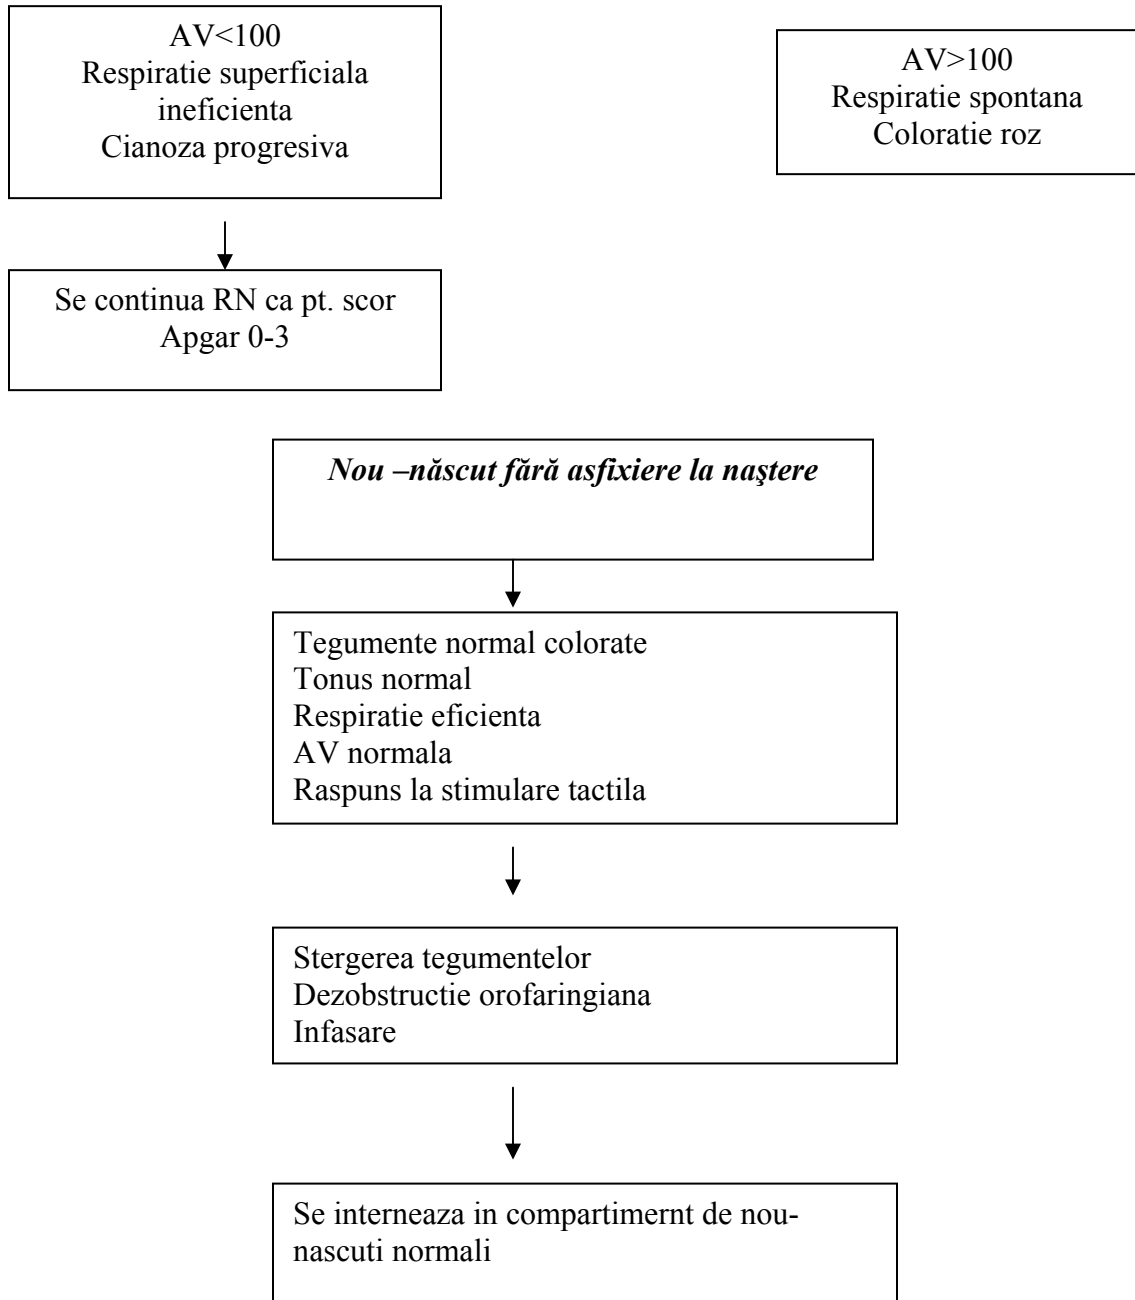 AV<100
Respiratie superficiala
ineficienta
Cianoza progresiva
AV>100
Respiratie spontana
Coloratie roz
Se continua RN ca pt. scor
Apgar 0-3
Nou –născut fără asfixiere la naştere
Tegumente normal colorate
Tonus normal
Respiratie eficienta
AV normala
Raspuns la stimulare tactila
Stergerea tegumentelor
Dezobstructie orofaringiana
Infasare
Se interneaza in compartimernt de nou-
nascuti normali